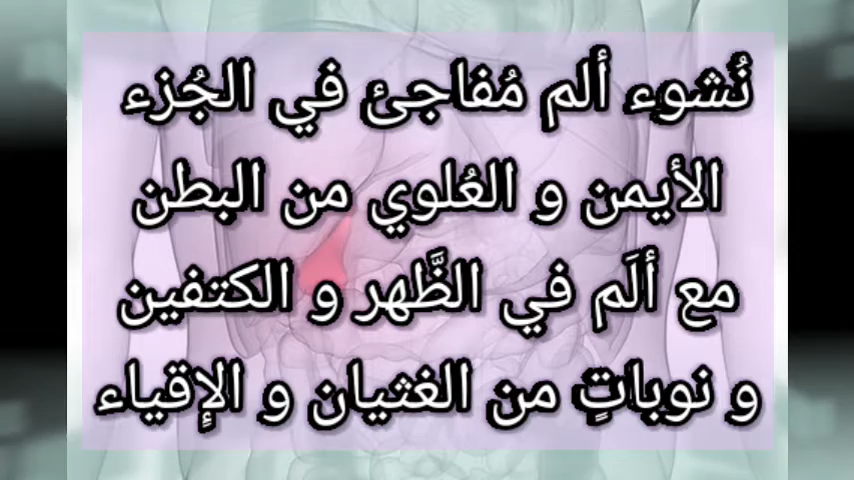 نُشوء ألم مُفاجئ في الجُزء
الأيمن و العُلوي من البطن
مع ألَم في الظَّهر و الكتفين
و نوباتٍ من الغثيان و الإقياء